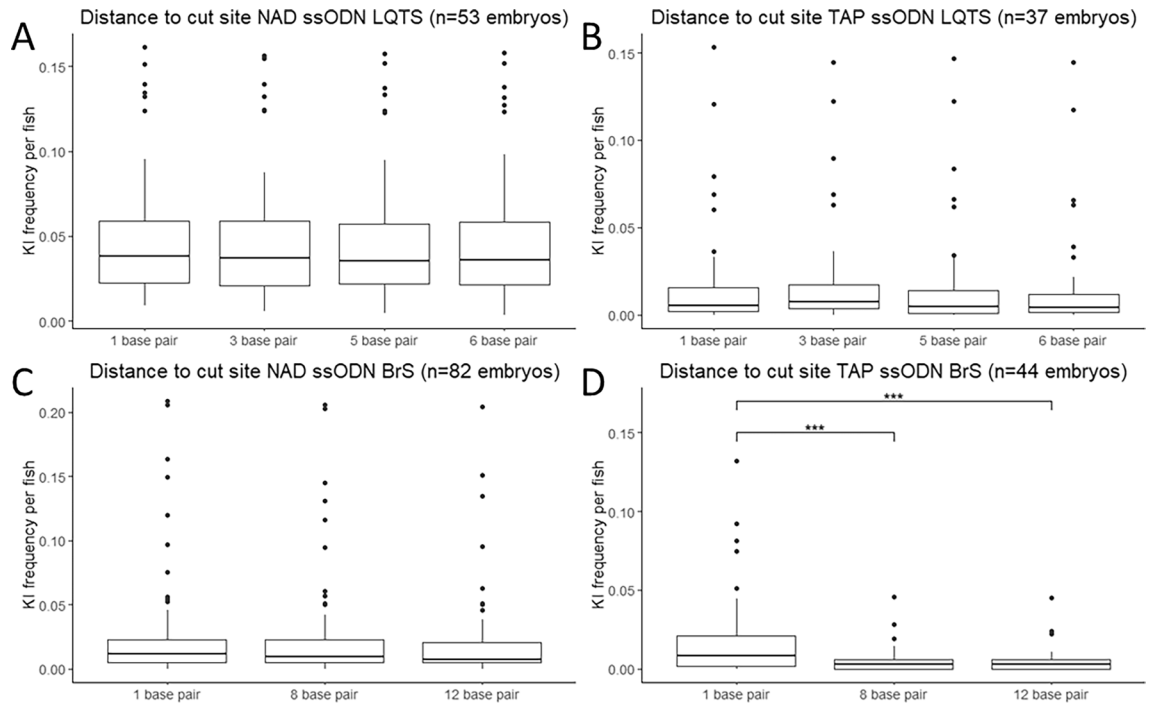 A
Distance to cut site NAD ssODN LQTS (n=53 embryos)
KI frequency per fish
0.15
0.10
0.05
0.00
1 base pair
3 base pair
5 base pair
6 base pair
B
Distance to cut site TAP ssODN LQTS (n=37 embryos)
KI frequency per fish
0.15
0.10
0.05
0.00
1 base pair
3 base pair
5 base pair
6 base pair
C
Distance to cut site NAD ssODN BrS (n=82 embryos)
KI frequency per fish
0.20
0.15
0.10
0.05
0.00
1 base pair
8 base pair
12 base pair
D
Distance to cut site TAP ssODN BrS (n=44 embryos)
***
***
KI frequency per fish
0.15
0.10
0.05
0.00
1 base pair
8 base pair
12 base pair